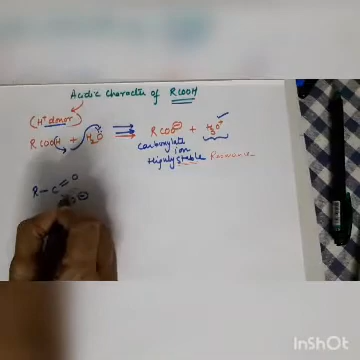 Acidic Character of RCOOH
(H⁺ donor)
RCOOH + H₂O ⇌ RCOO⊖ + H₃O⁺
Carboxylate
ion
Highly stable Resonance
R — C = O
O⊖
InShOt